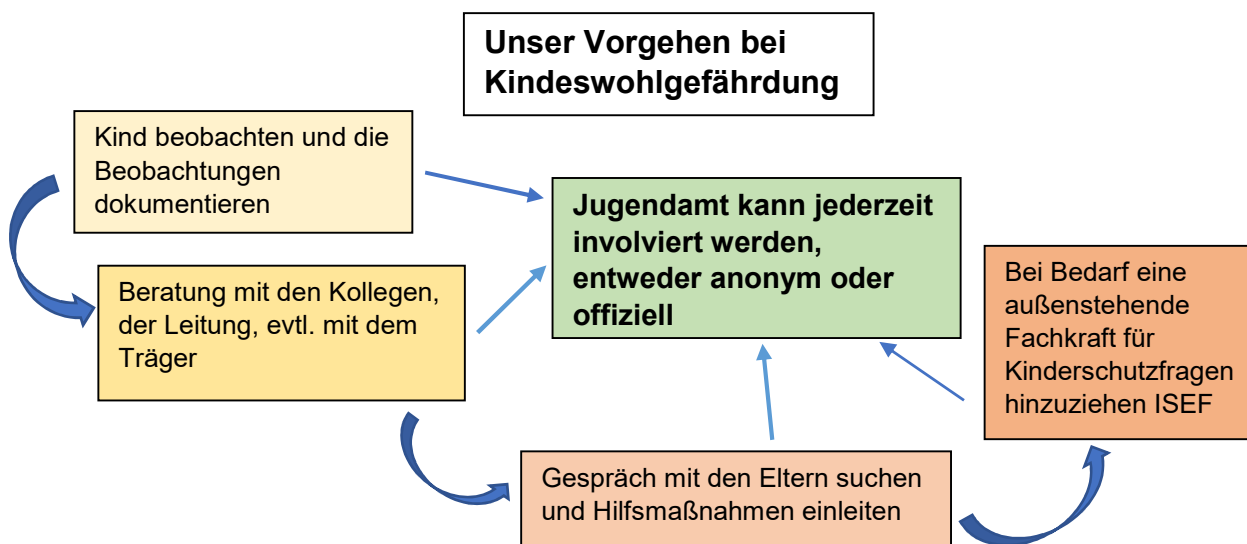 Unser Vorgehen bei
Kindeswohlgefährdung
Kind beobachten und die
Beobachtungen
dokumentieren
Jugendamt kann jederzeit
involviert werden,
entweder anonym oder
offiziell
Beratung mit den Kollegen,
der Leitung, evtl. mit dem
Träger
Bei Bedarf eine
außenstehende
Fachkraft für
Kinderschutzfragen
hinzuziehen ISEF
Gespräch mit den Eltern suchen
und Hilfsmaßnahmen einleiten